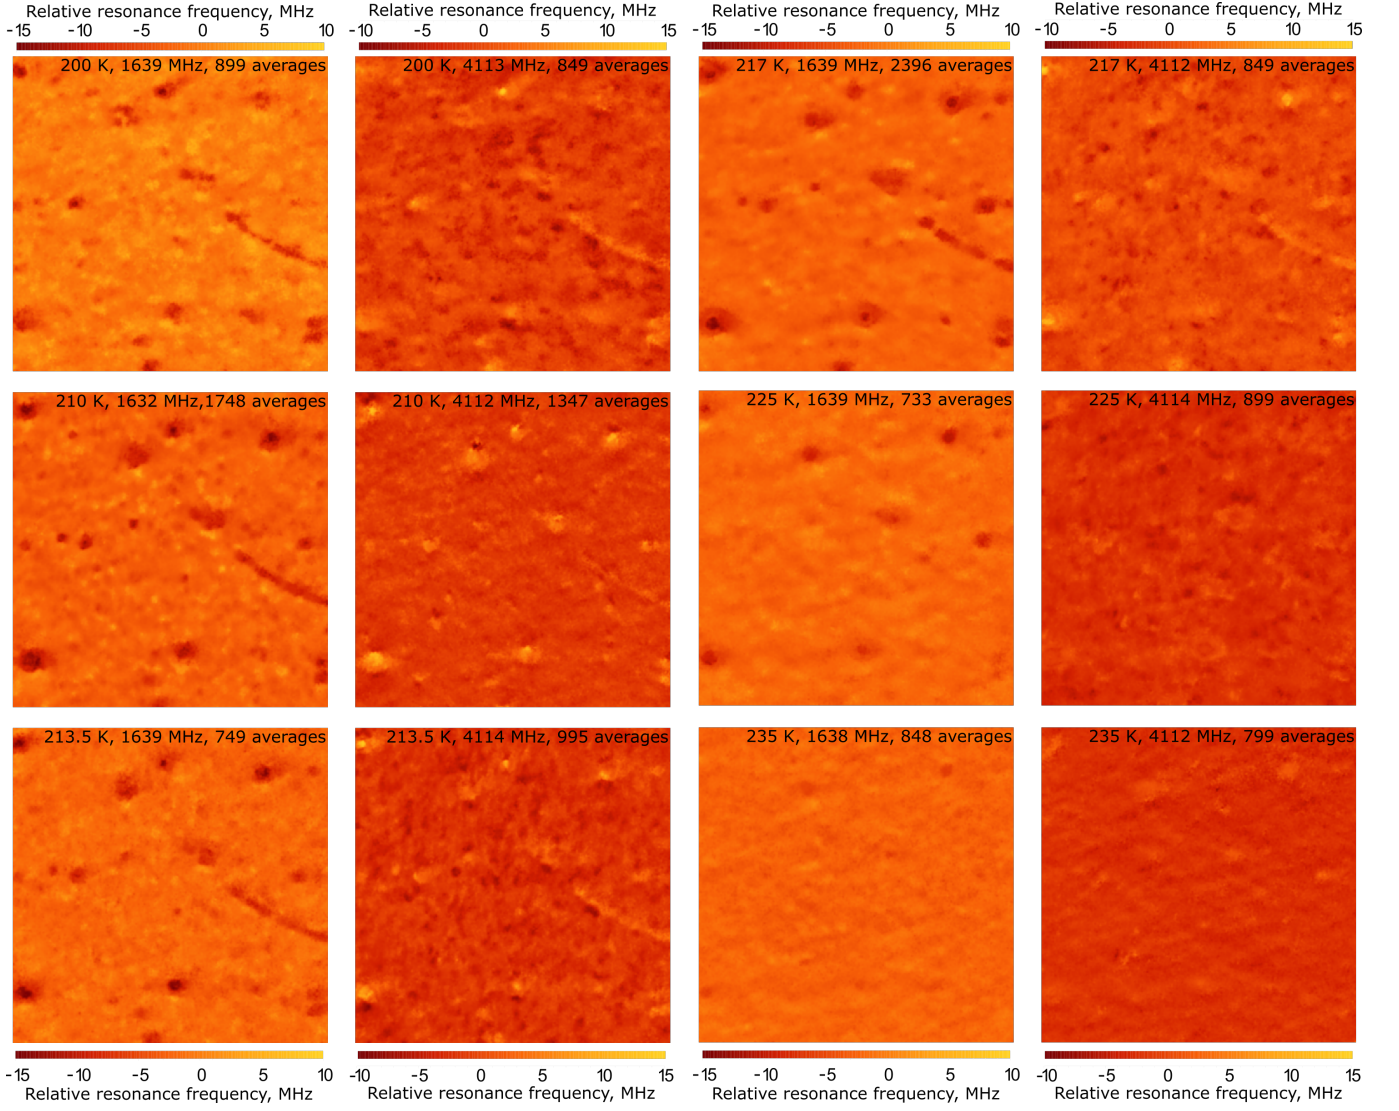 Relative resonance frequency, MHz
Relative resonance frequency, MHz
Relative resonance frequency, MHz
Relative resonance frequency, MHz
-15 -10 -5 0 5 10
-10 -5 0 5 10 15
-15 -10 -5 0 5 10
-10 -5 0 5 10 15
200 K, 1639 MHz, 899 averages
200 K, 4113 MHz, 849 averages
217 K, 1639 MHz, 2396 averages
217 K, 4112 MHz, 849 averages
210 K, 1632 MHz,1748 averages
210 K, 4112 MHz, 1347 averages
225 K, 1639 MHz, 733 averages
225 K, 4114 MHz, 899 averages
213.5 K, 1639 MHz, 749 averages
213.5 K, 4114 MHz, 995 averages
235 K, 1638 MHz, 848 averages
235 K, 4112 MHz, 799 averages
-15 -10 -5 0 5 10
-10 -5 0 5 10 15
-15 -10 -5 0 5 10
-10 -5 0 5 10 15
Relative resonance frequency, MHz
Relative resonance frequency, MHz
Relative resonance frequency, MHz
Relative resonance frequency, MHz